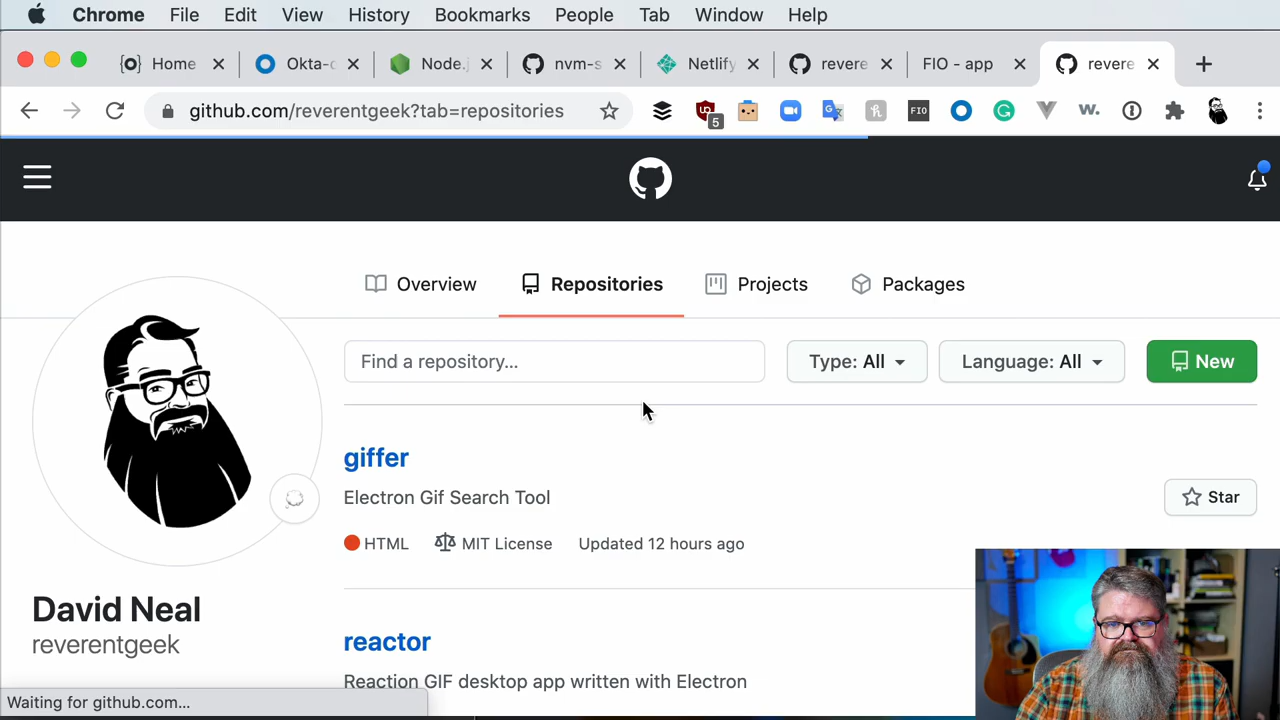 Chrome File Edit View History Bookmarks People Tab Window Help
Home Okta-c Node.j nvm-s Netlify revere FIO - app revere
github.com/reverentgeek?tab=repositories 5 FIO w.
Overview Repositories Projects Packages
Find a repository... Type: All Language: All New
giffer
Electron Gif Search Tool
Star
HTML MIT License Updated 12 hours ago
David Neal
reverentgeek
reactor
Reaction GIF desktop app written with Electron
Waiting for github.com...